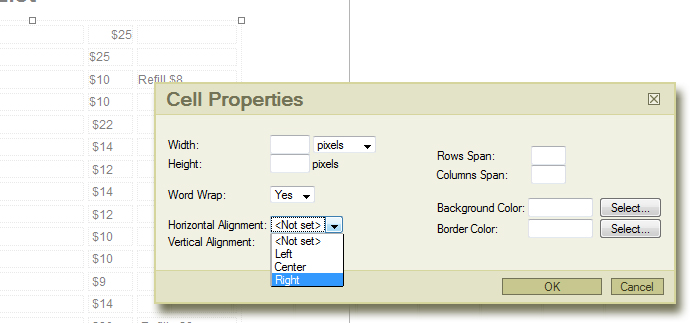 $25
$25
$10 Refill $8
$10
$22
$14
$12
$14
$12
$10
$10
$9
$14
Cell Properties
Width: pixels
Height: pixels
Word Wrap: Yes
Horizontal Alignment: <Not set>
Vertical Alignment:
<Not set>
Left
Center
Right
Rows Span:
Columns Span:
Background Color: Select...
Border Color: Select...
OK Cancel